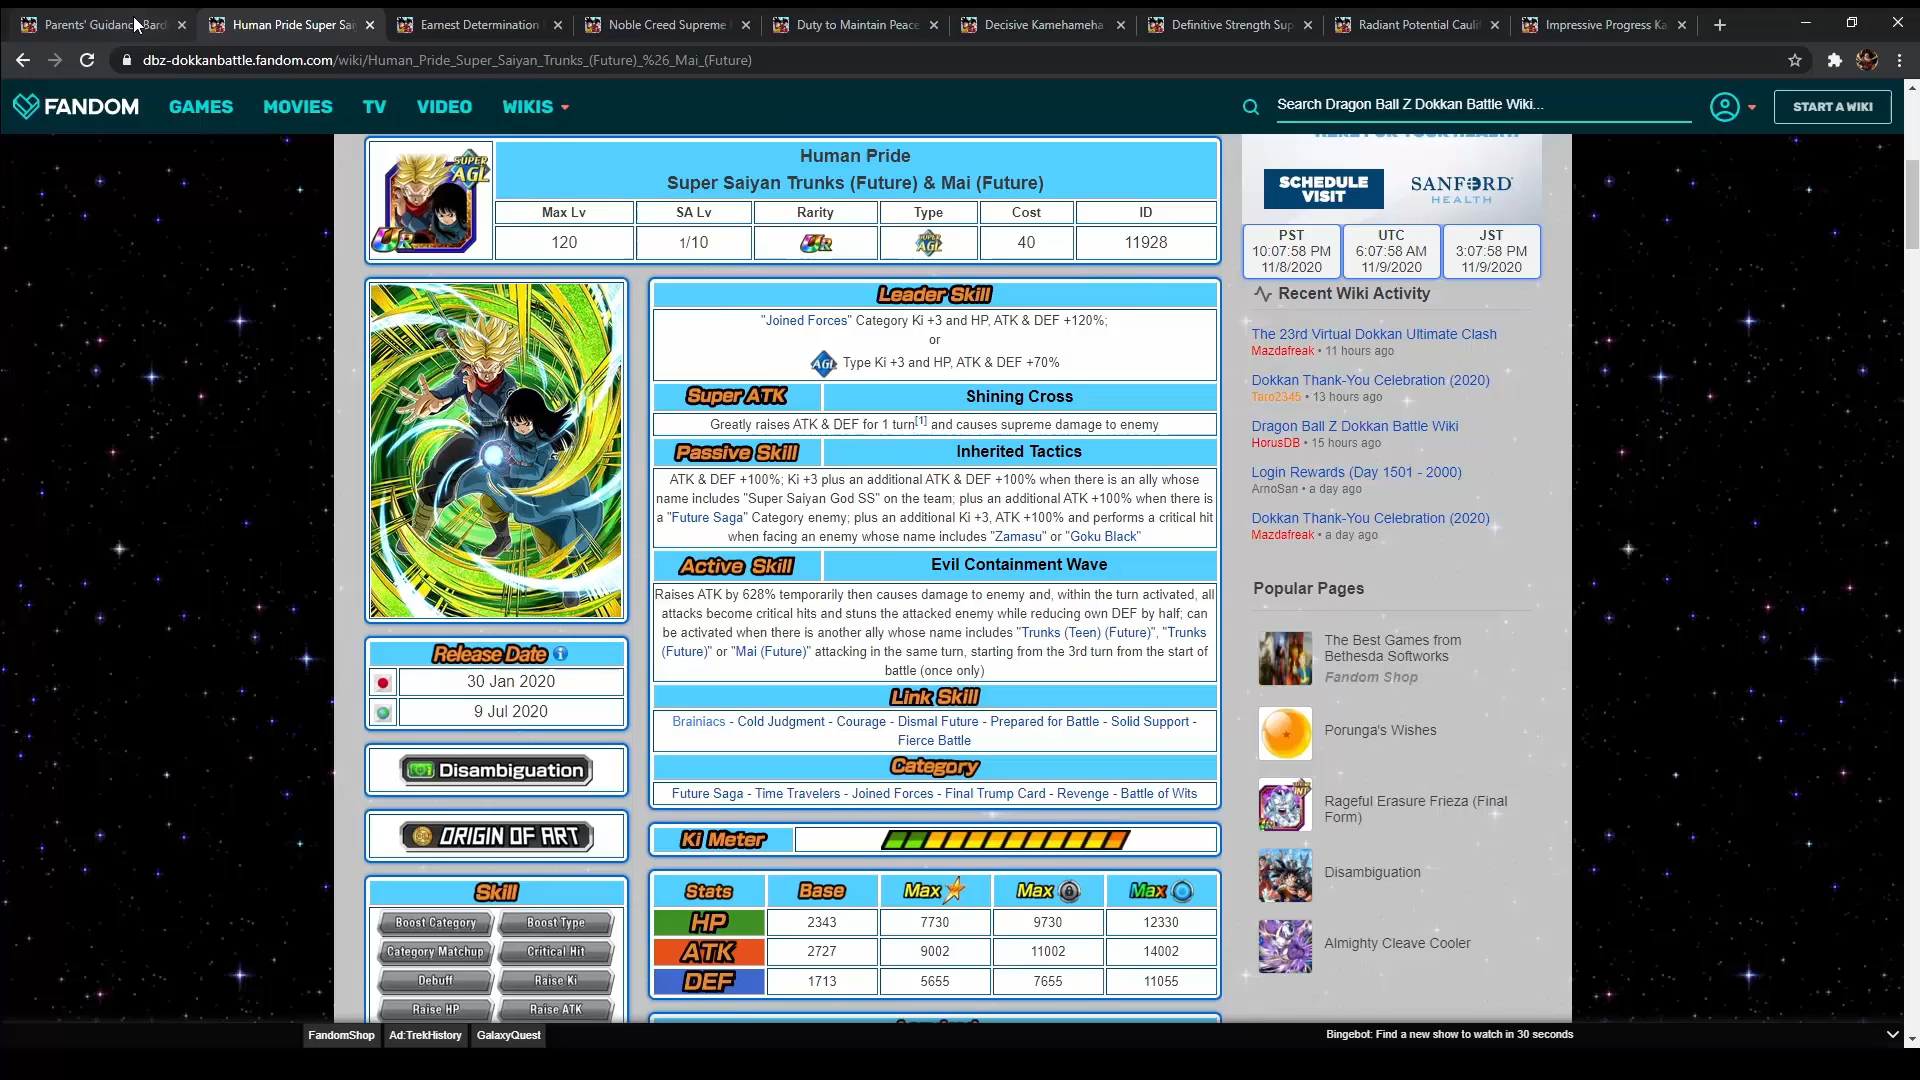 Parents' Guidance Bard
Human Pride Super Sai
Earnest Determination
Noble Creed Supreme
Duty to Maintain Peace
Decisive Kamehameha
Definitive Strength Sup
Radiant Potential Caulif
Impressive Progress Ka
dbz-dokkanbattle.fandom.com/wiki/Human_Pride_Super_Saiyan_Trunks_(Future)_%26_Mai_(Future)
FANDOM GAMES MOVIES TV VIDEO WIKIS
Search Dragon Ball Z Dokkan Battle Wiki...
START A WIKI
SUPER AGL
UR
Human Pride
Super Saiyan Trunks (Future) & Mai (Future)
Max Lv SA Lv Rarity Type Cost ID
120 1/10 UR SUPER AGL 40 11928
Leader Skill
"Joined Forces" Category Ki +3 and HP, ATK & DEF +120%;
or
AGL Type Ki +3 and HP, ATK & DEF +70%
Super ATK Shining Cross
Greatly raises ATK & DEF for 1 turn[1] and causes supreme damage to enemy
Passive Skill Inherited Tactics
ATK & DEF +100%; Ki +3 plus an additional ATK & DEF +100% when there is an ally whose
name includes "Super Saiyan God SS" on the team; plus an additional ATK +100% when there is
a "Future Saga" Category enemy; plus an additional Ki +3, ATK +100% and performs a critical hit
when facing an enemy whose name includes "Zamasu" or "Goku Black"
Active Skill Evil Containment Wave
Raises ATK by 628% temporarily then causes damage to enemy and, within the turn activated, all
attacks become critical hits and stuns the attacked enemy while reducing own DEF by half; can
be activated when there is another ally whose name includes "Trunks (Teen) (Future)", "Trunks
(Future)" or "Mai (Future)" attacking in the same turn, starting from the 3rd turn from the start of
battle (once only)
Link Skill
Brainiacs - Cold Judgment - Courage - Dismal Future - Prepared for Battle - Solid Support -
Fierce Battle
Category
Future Saga - Time Travelers - Joined Forces - Final Trump Card - Revenge - Battle of Wits
Ki Meter
Stats Base Max Max Max
HP 2343 7730 9730 12330
ATK 2727 9002 11002 14002
DEF 1713 5655 7655 11055
Release Date
30 Jan 2020
9 Jul 2020
Disambiguation
ORIGIN OF ART
Skill
Boost Category Boost Type
Category Matchup Critical Hit
Debuff Raise Ki
Raise HP Raise ATK
SCHEDULE
VISIT
SANFORD
HEALTH
PST UTC JST
10:07:58 PM 6:07:58 AM 3:07:58 PM
11/8/2020 11/9/2020 11/9/2020
Recent Wiki Activity
The 23rd Virtual Dokkan Ultimate Clash
Mazdafreak • 11 hours ago
Dokkan Thank-You Celebration (2020)
Taro2345 • 13 hours ago
Dragon Ball Z Dokkan Battle Wiki
HorusDB • 15 hours ago
Login Rewards (Day 1501 - 2000)
ArnoSan • a day ago
Dokkan Thank-You Celebration (2020)
Mazdafreak • a day ago
Popular Pages
The Best Games from
Bethesda Softworks
Fandom Shop
Porunga's Wishes
Rageful Erasure Frieza (Final
Form)
Disambiguation
Almighty Cleave Cooler
FandomShop Ad:TrekHistory GalaxyQuest
Bingebot: Find a new show to watch in 30 seconds